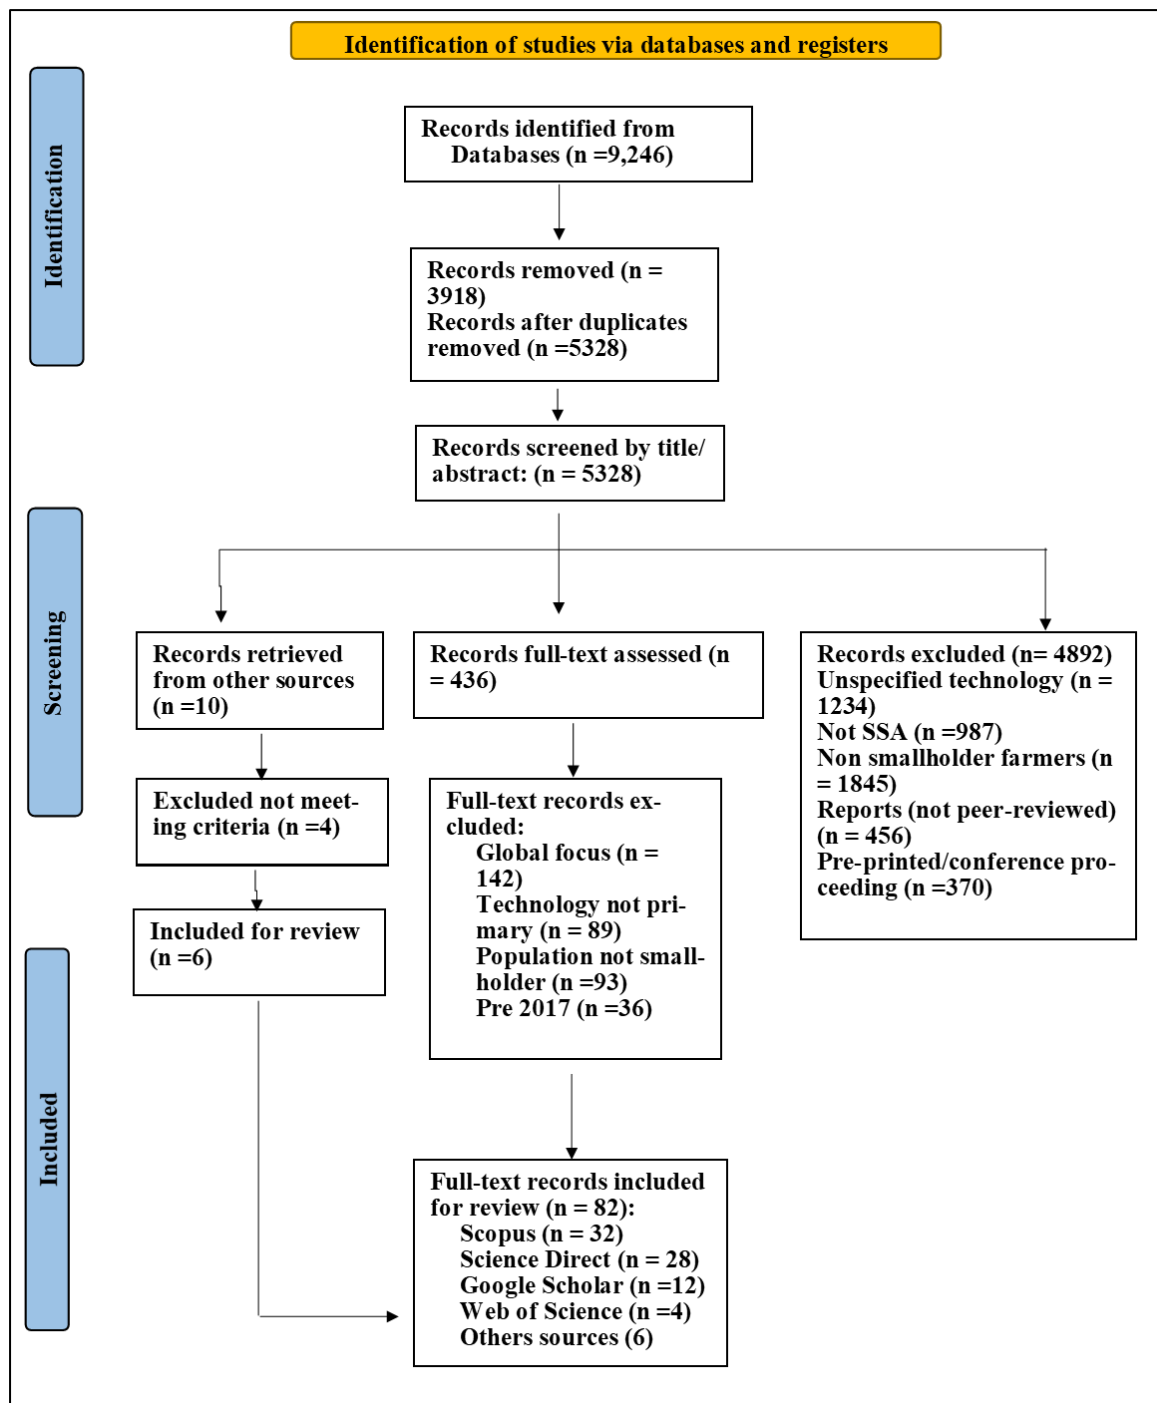 Identification of studies via databases and registers
Identification
Records identified from
Databases (n =9,246)
Records removed (n =
3918)
Records after duplicates
removed (n =5328)
Records screened by title/
abstract: (n = 5328)
Screening
Records retrieved
from other sources
(n =10)
Records full-text assessed (n
= 436)
Records excluded (n= 4892)
Unspecified technology (n =
1234)
Not SSA (n =987)
Non smallholder farmers (n
= 1845)
Reports (not peer-reviewed)
(n = 456)
Pre-printed/conference pro-
ceeding (n =370)
Excluded not meet-
ing criteria (n =4)
Full-text records ex-
cluded:
Global focus (n =
142)
Technology not pri-
mary (n = 89)
Population not small-
holder (n =93)
Pre 2017 (n =36)
Included for review
(n =6)
Included
Full-text records included
for review (n = 82):
Scopus (n = 32)
Science Direct (n = 28)
Google Scholar (n =12)
Web of Science (n =4)
Others sources (6)